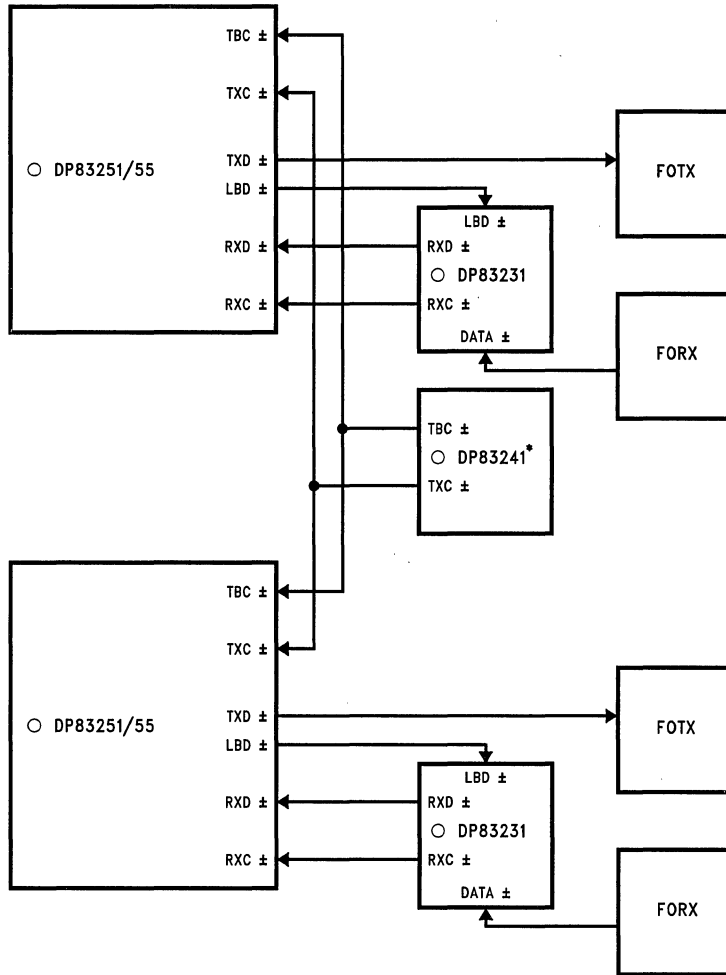 TBC ±
TXC ±
○ DP83251/55
TXD ±
LBD ±
RXD ±
RXC ±
FOTX
LBD ±
RXD ±
○ DP83231
RXC ±
DATA ±
FORX
TBC ±
○ DP83241*
TXC ±
TBC ±
TXC ±
○ DP83251/55
TXD ±
LBD ±
RXD ±
RXC ±
FOTX
LBD ±
RXD ±
○ DP83231
RXC ±
DATA ±
FORX